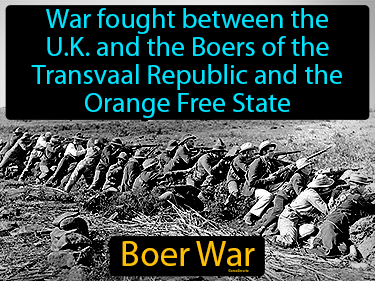 War fought between the
U.K. and the Boers of the
Transvaal Republic and the
Orange Free State
Boer War